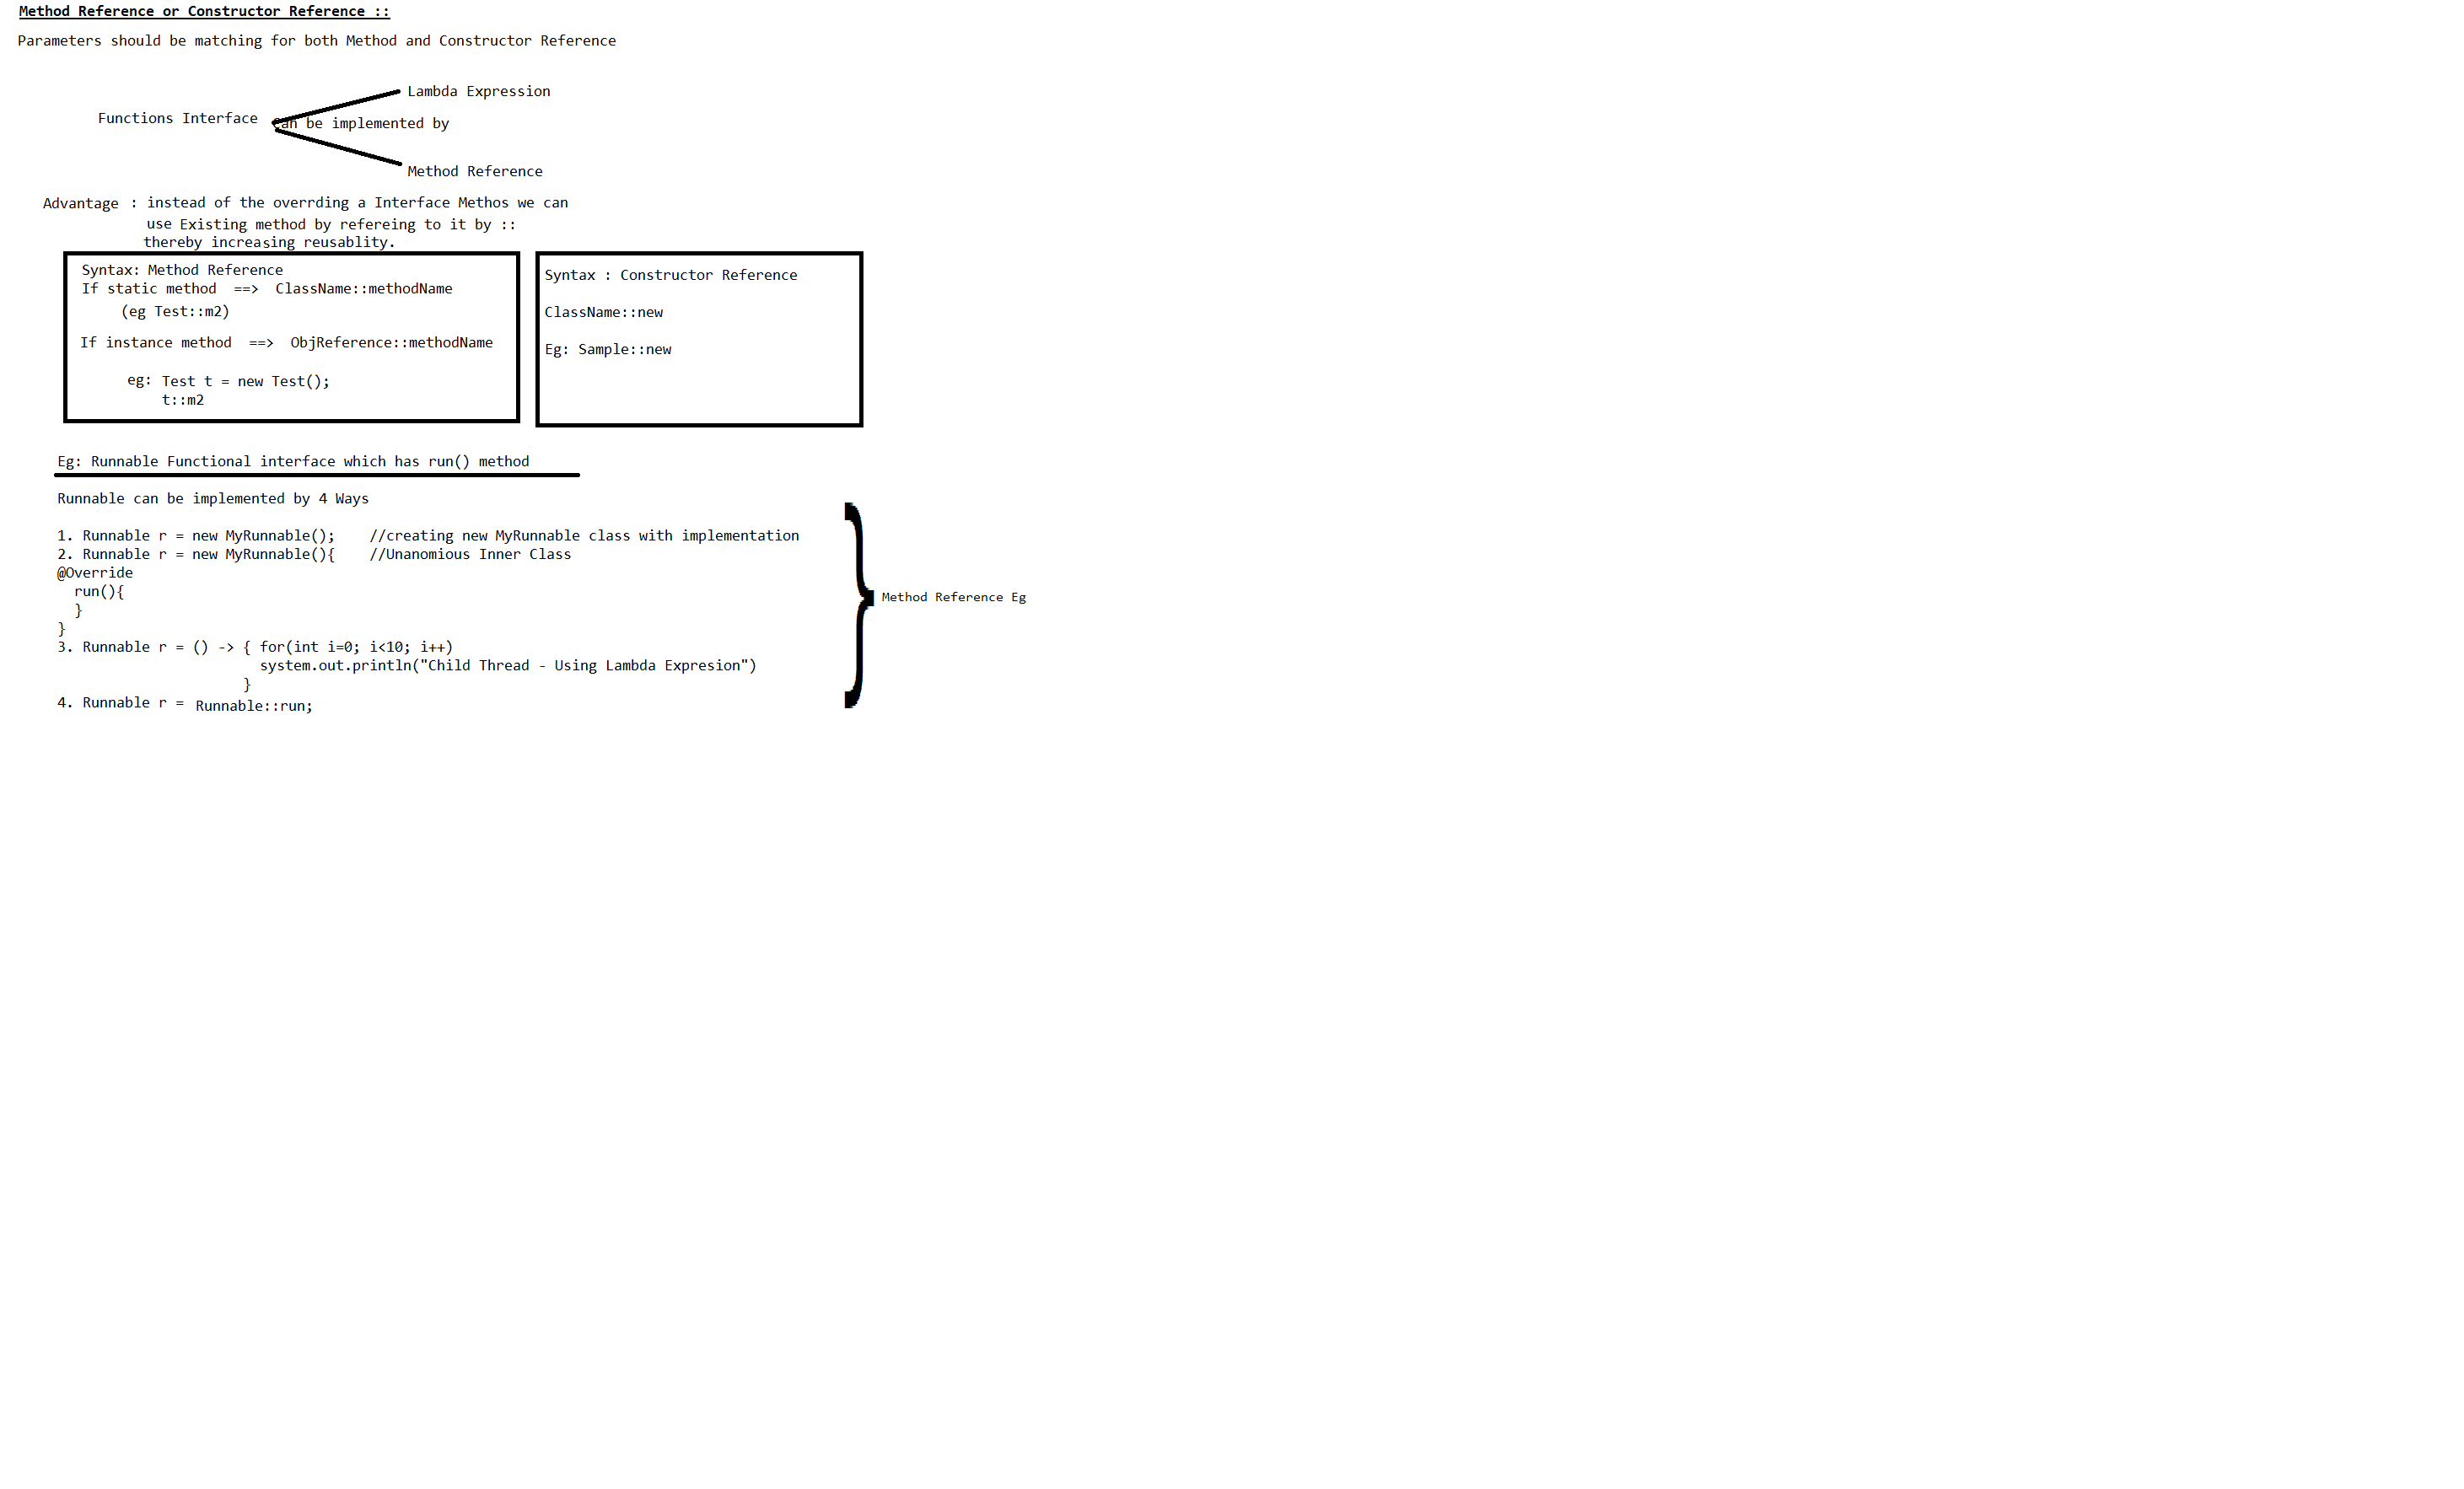 Method Reference or Constructor Reference ::
Parameters should be matching for both Method and Constructor Reference
Lambda Expression
Functions Interface
Can be implemented by
Method Reference
Advantage : instead of the overrding a Interface Methos we can
use Existing method by refereing to it by ::
thereby increasing reusablity.
Syntax: Method Reference
If static method ==> ClassName::methodName
(eg Test::m2)
If instance method ==> ObjReference::methodName
eg: Test t = new Test();
t::m2
Syntax : Constructor Reference
ClassName::new
Eg: Sample::new
Eg: Runnable Functional interface which has run() method
Runnable can be implemented by 4 Ways
1. Runnable r = new MyRunnable(); //creating new MyRunnable class with implementation
2. Runnable r = new MyRunnable(){ //Unanomious Inner Class
@Override
run(){
}
}
3. Runnable r = () -> { for(int i=0; i<10; i++)
system.out.println("Child Thread - Using Lambda Expresion")
}
4. Runnable r = Runnable::run;
Method Reference Eg